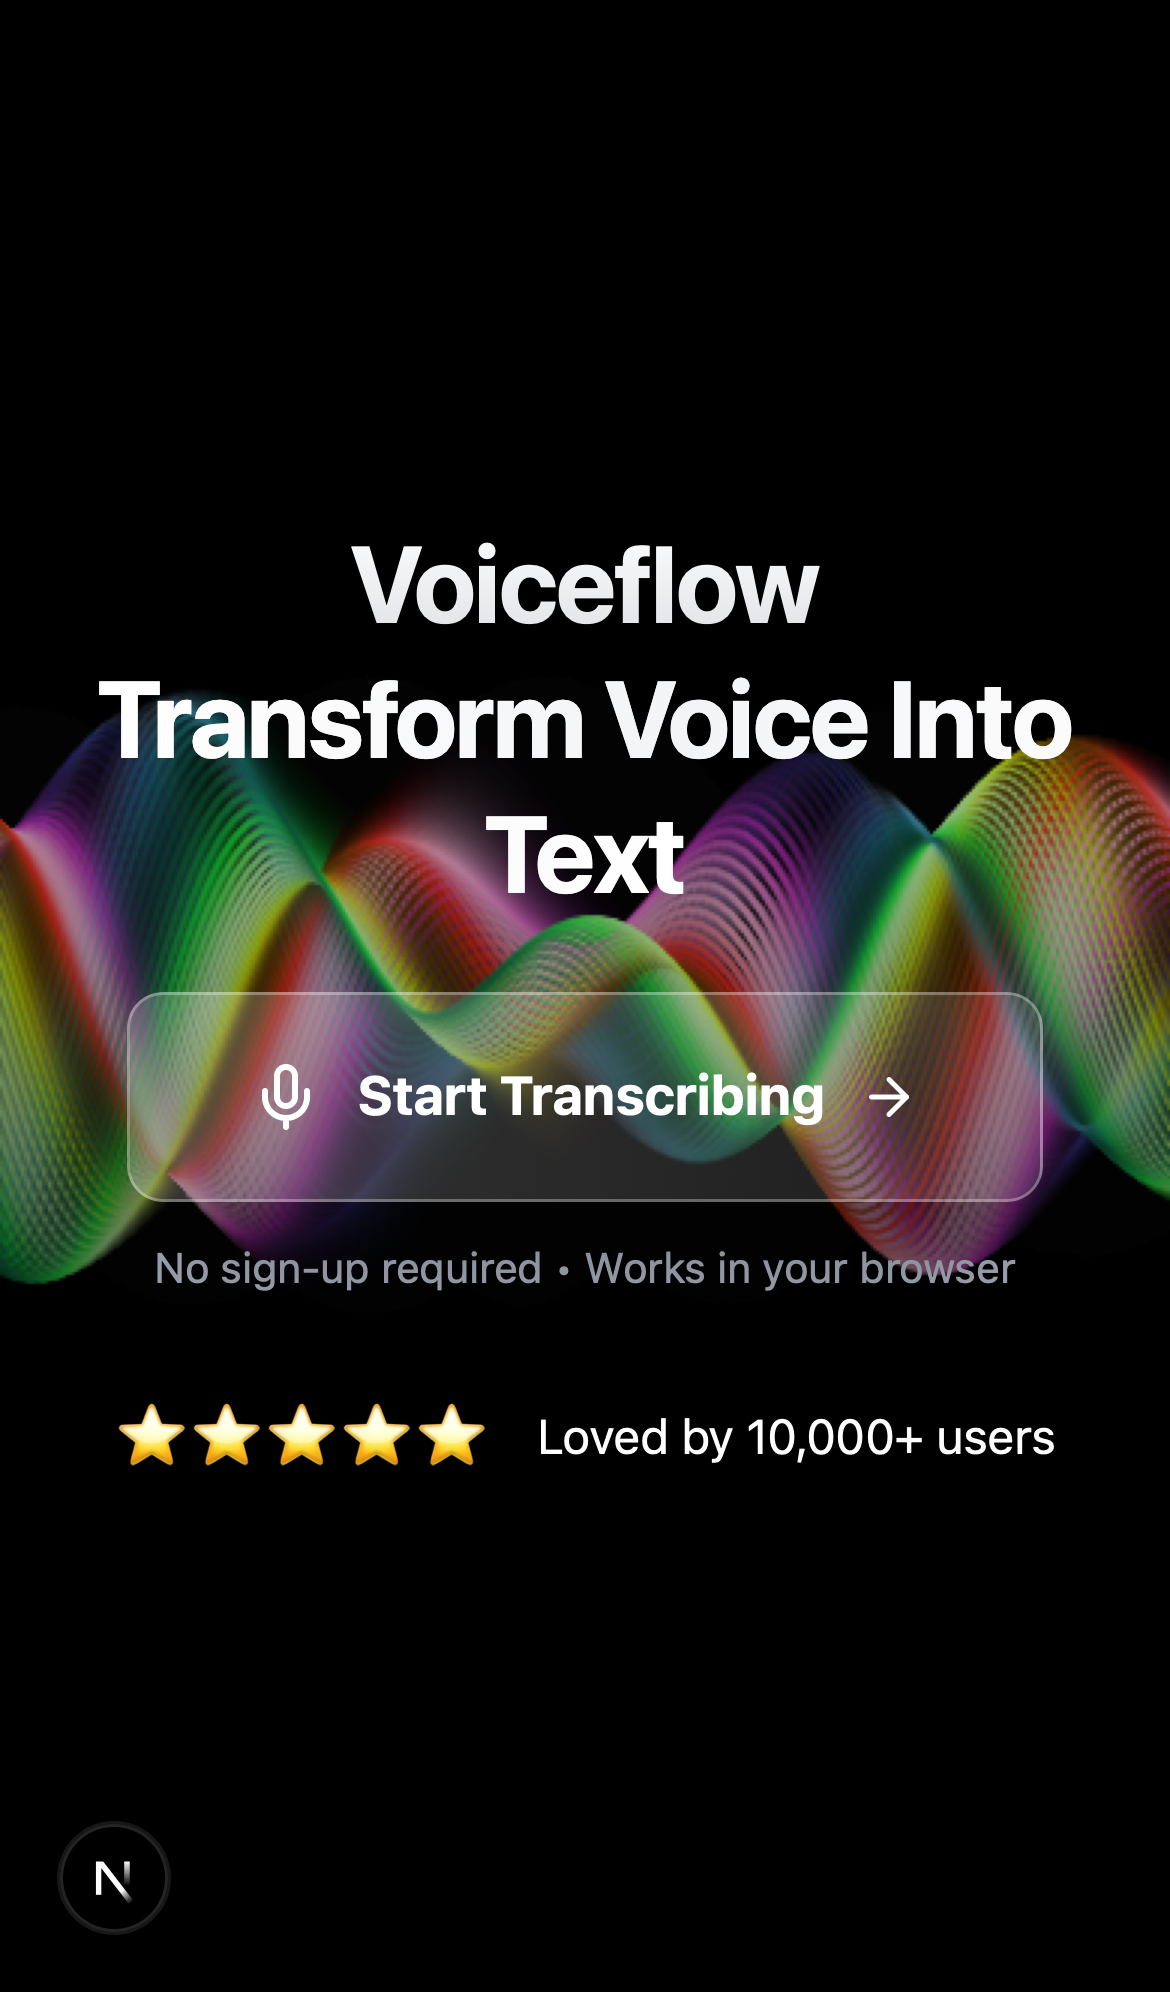 Voiceflow
Transform Voice Into
Text
Start Transcribing
No sign-up required • Works in your browser
Loved by 10,000+ users
N